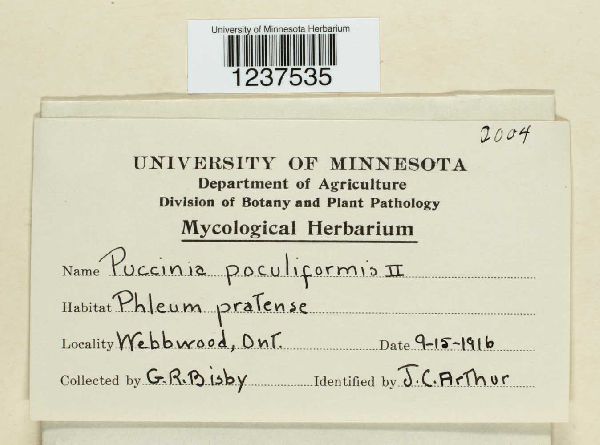 University of Minnesota Herbarium
1237535
2004
UNIVERSITY OF MINNESOTA
Department of Agriculture
Division of Botany and Plant Pathology
Mycological Herbarium
Name Puccinia poculiformis II
Habitat Phleum pratense
Locality Webbwood, Ont. Date 9-15-1916
Collected by G.R.Bisby Identified by J.C.Arthur